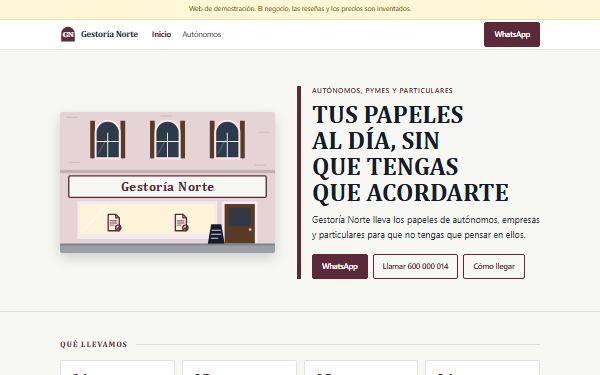 Web de demostración. El negocio, las reseñas y los precios son inventados.
GN Gestoría Norte Inicio Autónomos WhatsApp
AUTÓNOMOS, PYMES Y PARTICULARES
TUS PAPELES
AL DÍA, SIN
QUE TENGAS
QUE ACORDARTE
Gestoría Norte
Gestoría Norte lleva los papeles de autónomos, empresas
y particulares para que no tengas que pensar en ellos.
WhatsApp Llamar 600 000 014 Cómo llegar
QUÉ LLEVAMOS